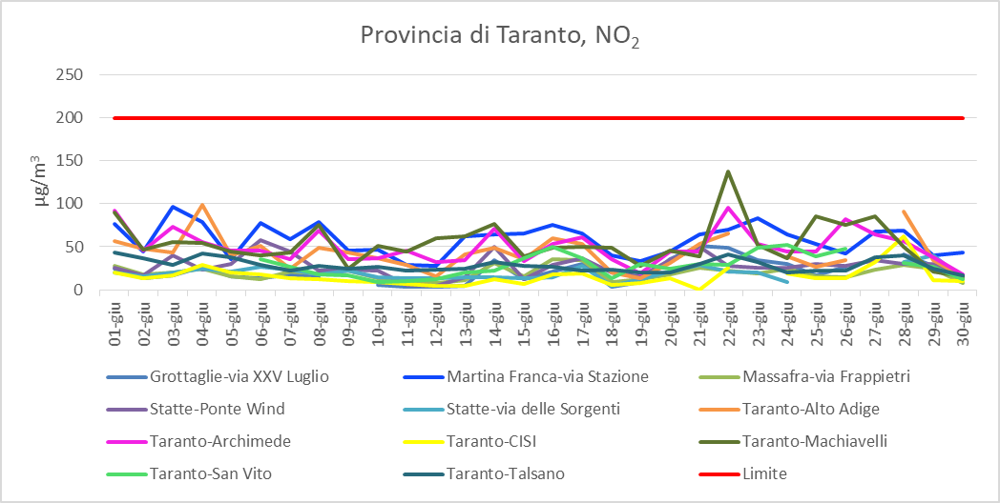 Provincia di Taranto, NO₂
µg/m³
250
200
150
100
50
0
01-giu
02-giu
03-giu
04-giu
05-giu
06-giu
07-giu
08-giu
09-giu
10-giu
11-giu
12-giu
13-giu
14-giu
15-giu
16-giu
17-giu
18-giu
19-giu
20-giu
21-giu
22-giu
23-giu
24-giu
25-giu
26-giu
27-giu
28-giu
29-giu
30-giu
Grottaglie-via XXV Luglio
Martina Franca-via Stazione
Massafra-via Frappietri
Statte-Ponte Wind
Statte-via delle Sorgenti
Taranto-Alto Adige
Taranto-Archimede
Taranto-CISI
Taranto-Machiavelli
Taranto-San Vito
Taranto-Talsano
Limite